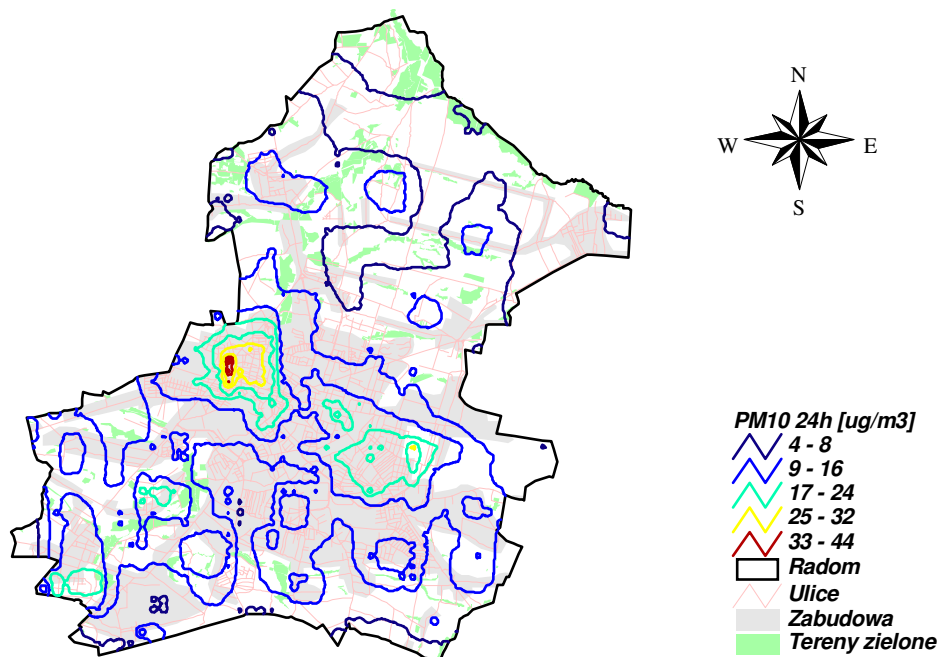 N
W E
S
PM10 24h [ug/m3]
4 - 8
9 - 16
17 - 24
25 - 32
33 - 44
Radom
Ulice
Zabudowa
Tereny zielone